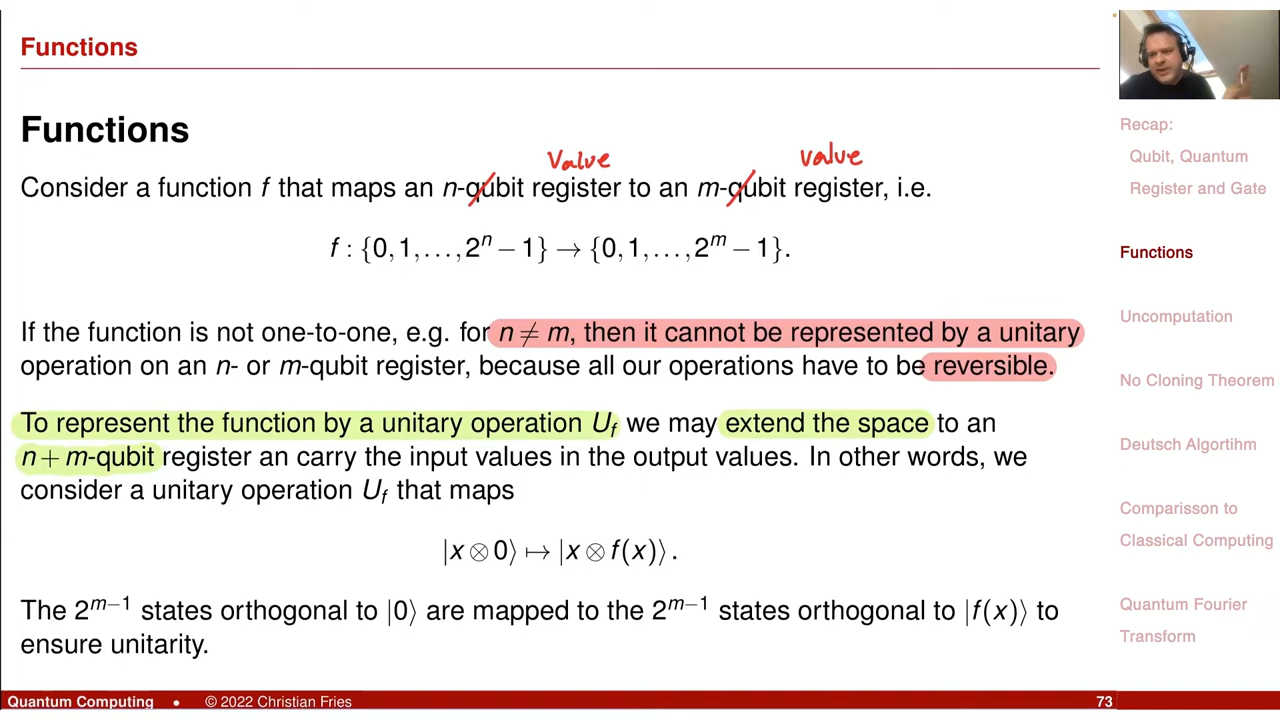 Functions
Functions
value value
Consider a function f that maps an n-qubit register to an m-qubit register, i.e.
f : {0, 1, . . . , 2ⁿ − 1} → {0, 1, . . . , 2ᵐ − 1}.
If the function is not one-to-one, e.g. for n ≠ m, then it cannot be represented by a unitary
operation on an n- or m-qubit register, because all our operations have to be reversible.
To represent the function by a unitary operation U_f we may extend the space to an
n + m-qubit register an carry the input values in the output values. In other words, we
consider a unitary operation U_f that maps
|x ⊗ 0⟩ ↦ |x ⊗ f(x)⟩.
The 2ᵐ⁻¹ states orthogonal to |0⟩ are mapped to the 2ᵐ⁻¹ states orthogonal to |f(x)⟩ to
ensure unitarity.
Recap:
Qubit, Quantum
Register and Gate
Functions
Uncomputation
No Cloning Theorem
Deutsch Algortihm
Comparisson to
Classical Computing
Quantum Fourier
Transform
Quantum Computing • © 2022 Christian Fries 73